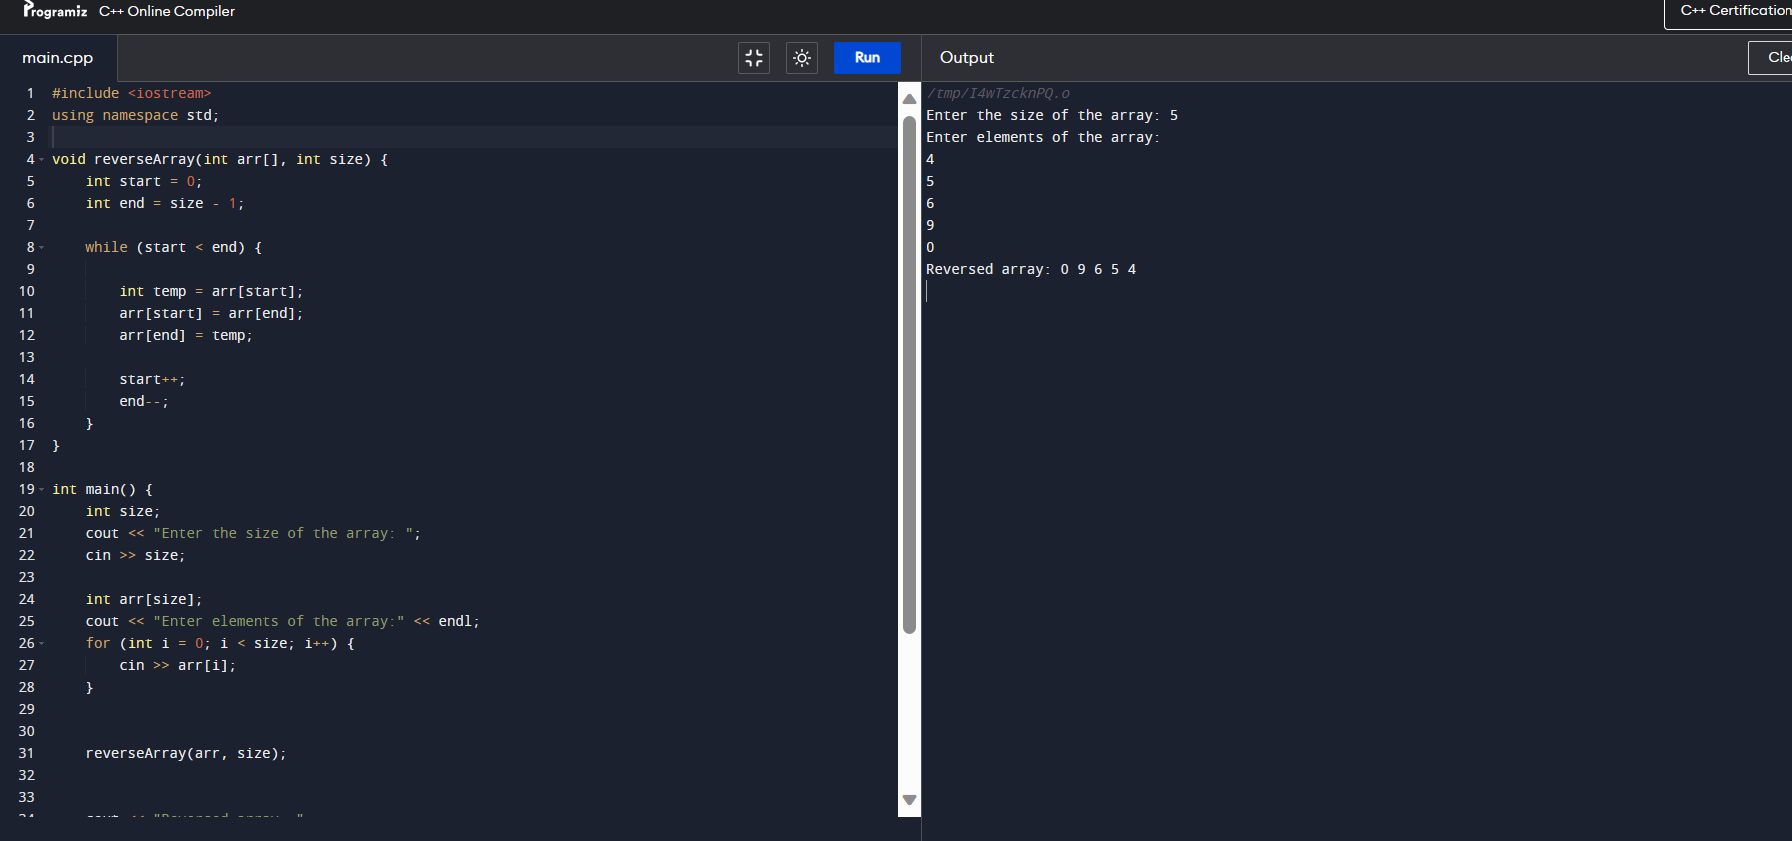 Programiz C++ Online Compiler
C++ Certification
main.cpp
Run
Output
1 #include <iostream>
2 using namespace std;
3
4 void reverseArray(int arr[], int size) {
5     int start = 0;
6     int end = size - 1;
7
8     while (start < end) {
9
10         int temp = arr[start];
11         arr[start] = arr[end];
12         arr[end] = temp;
13
14         start++;
15         end--;
16     }
17 }
18
19 int main() {
20     int size;
21     cout << "Enter the size of the array: ";
22     cin >> size;
23
24     int arr[size];
25     cout << "Enter elements of the array:" << endl;
26     for (int i = 0; i < size; i++) {
27         cin >> arr[i];
28     }
29
30
31     reverseArray(arr, size);
32
33
34     cout << "Reversed array: "
/tmp/I4wTzcknPQ.o
Enter the size of the array: 5
Enter elements of the array:
4
5
6
9
0
Reversed array: 0 9 6 5 4